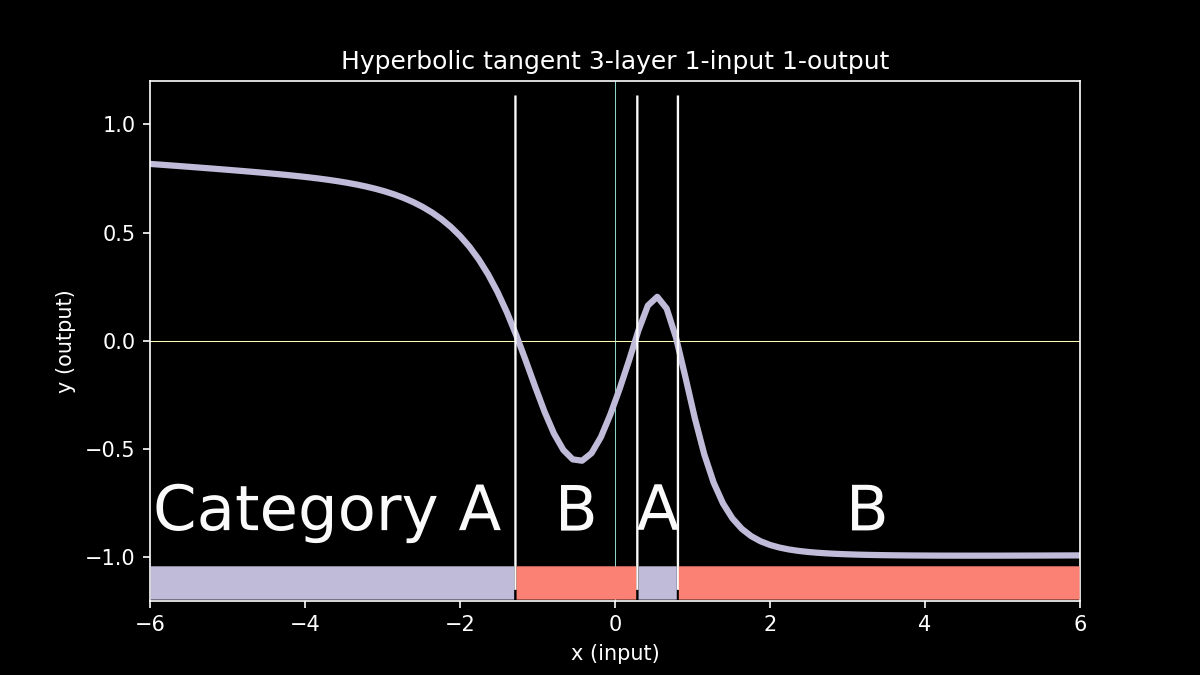 Hyperbolic tangent 3-layer 1-input 1-output
1.0
0.5
0.0
−0.5
−1.0
y (output)
Category A B A B
−6 −4 −2 0 2 4 6
x (input)